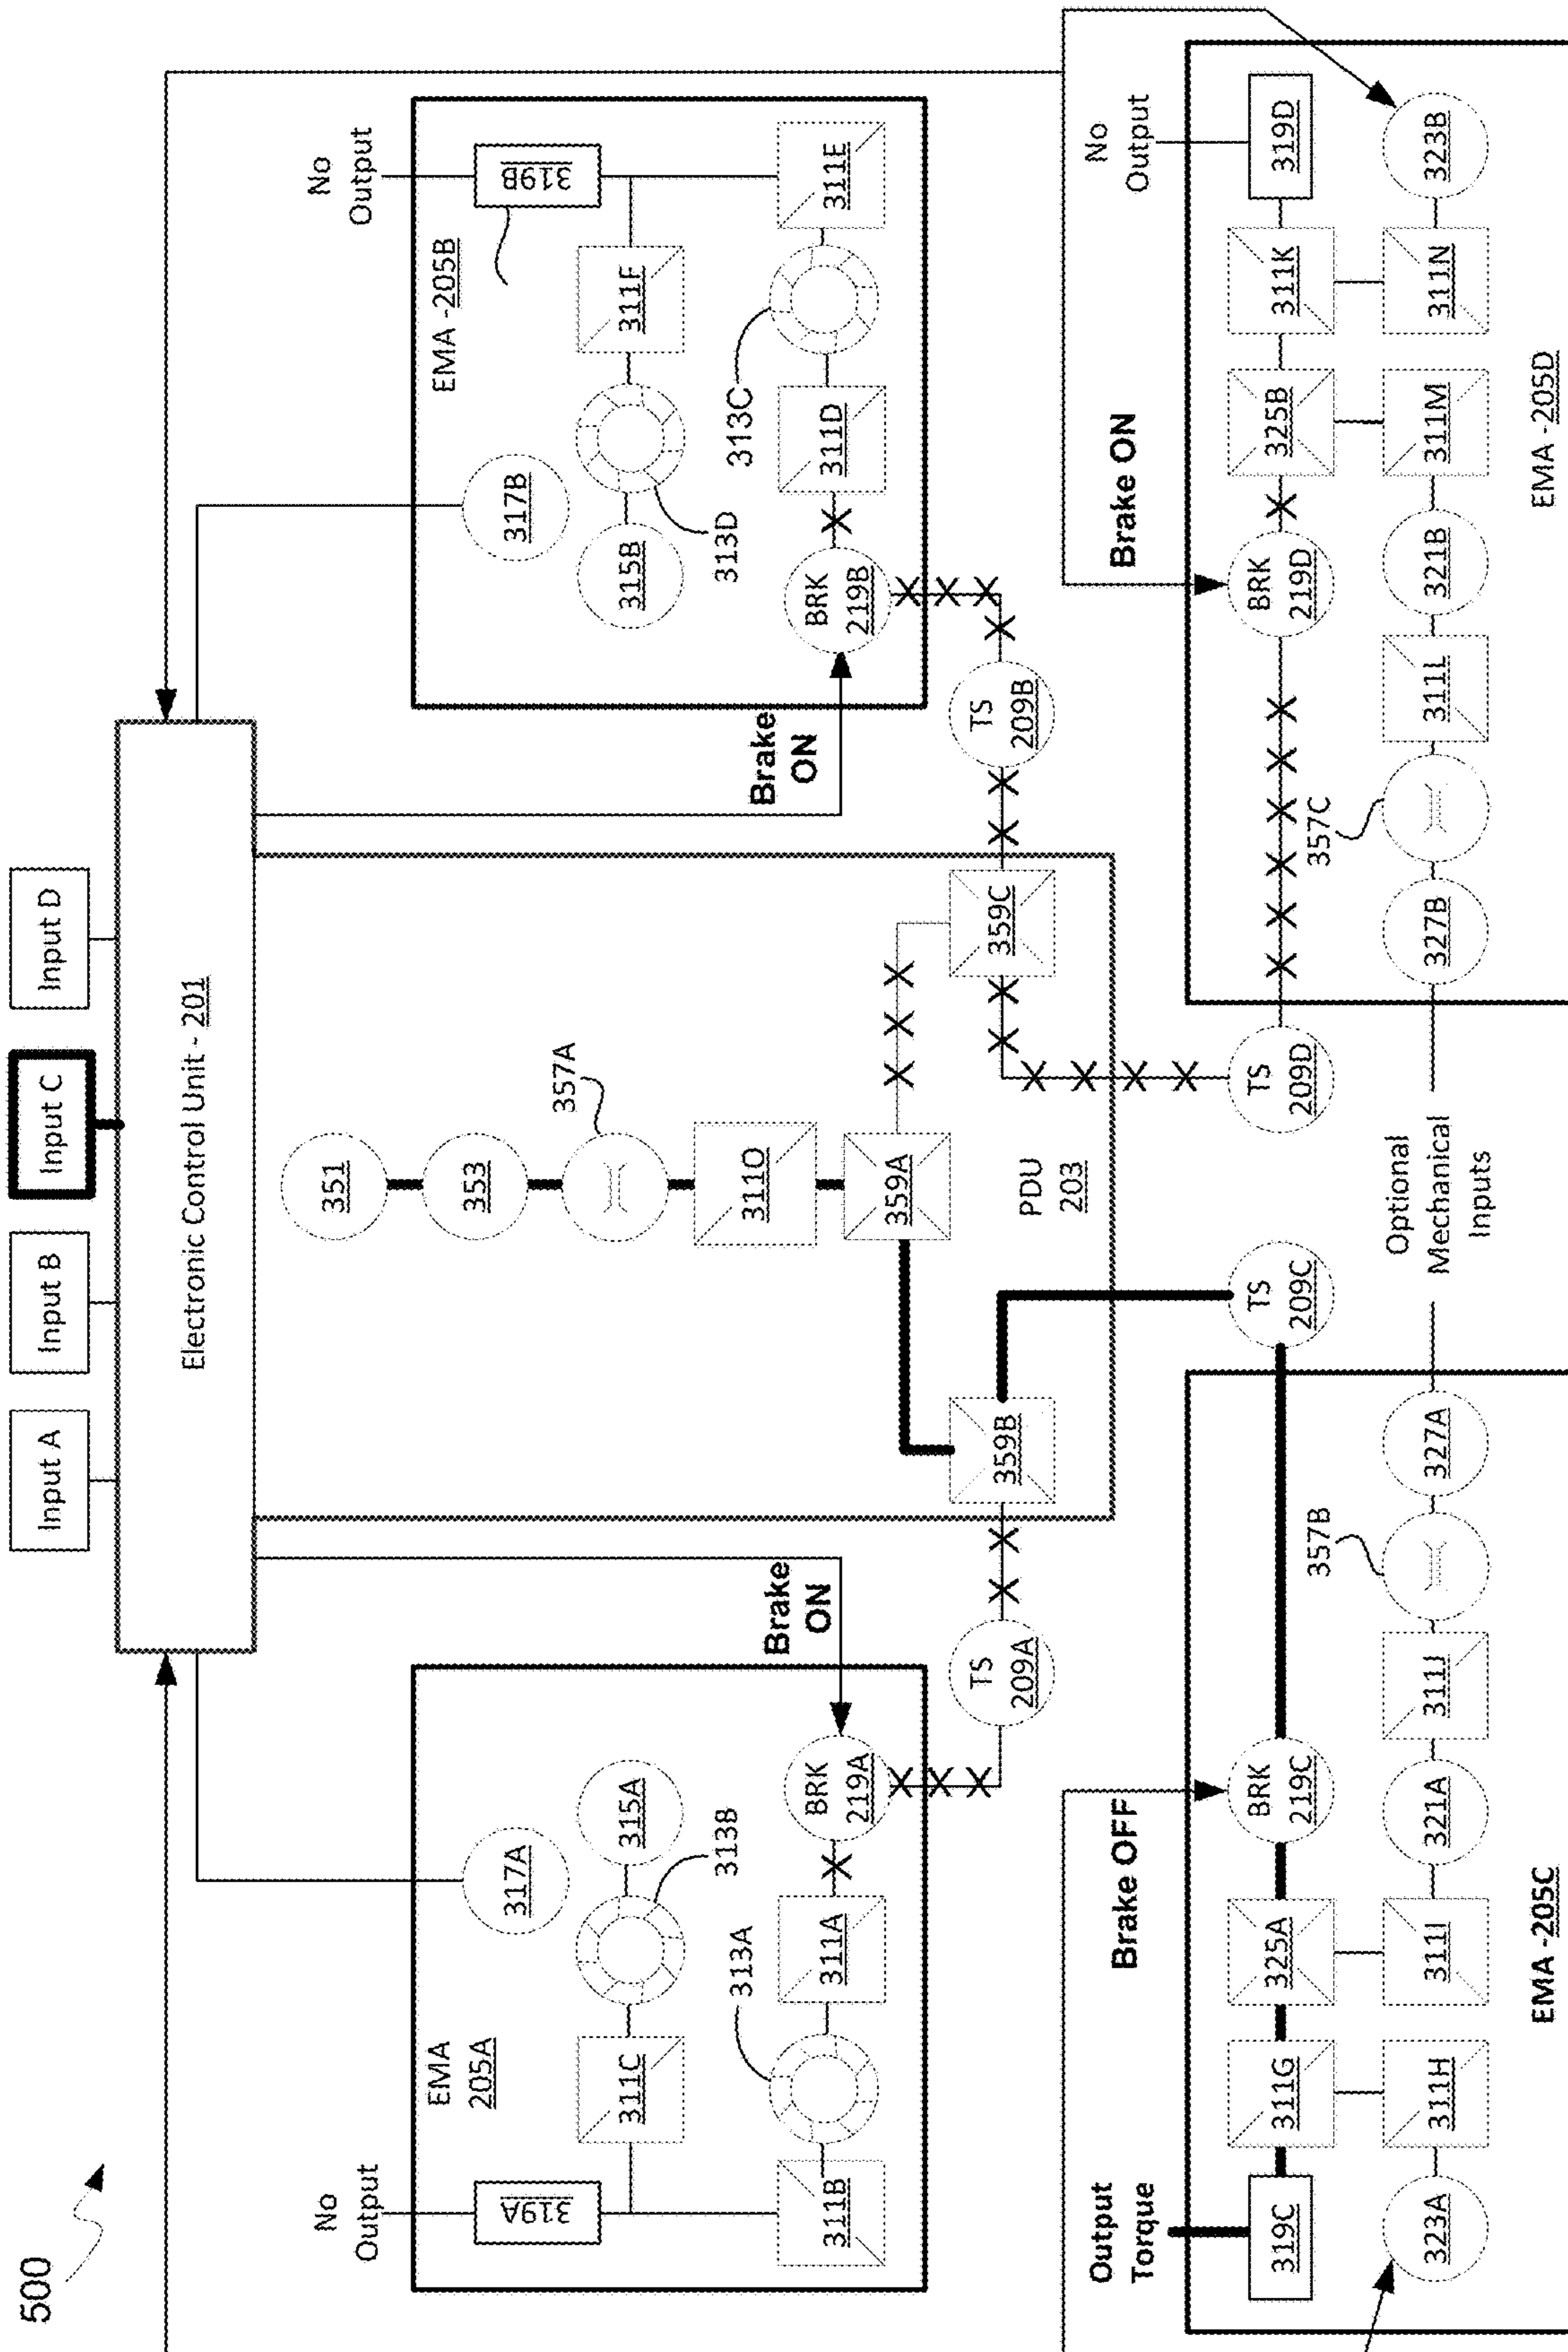 500
Input A
Input B
Input C
Input D
Electronic Control Unit - 201
No
Output
319A
EMA
205A
317A
311C
313B
315A
311B
313A
311A
BRK
219A
Brake
ON
TS
209A
351
353
357A
311O
359A
359B
359C
PDU
203
Brake
ON
TS
209B
No
Output
319B
EMA -205B
317B
315B
313D
311F
BRK
219B
311D
313C
311E
Output
Torque
319C
311G
325A
BRK
219C
Brake OFF
TS
209C
323A
311H
311I
321A
311J
357B
327A
EMA -205C
Optional
Mechanical
Inputs
TS
209D
Brake ON
BRK
219D
325B
311K
319D
No
Output
327B
357C
311L
321B
311M
311N
323B
EMA -205D